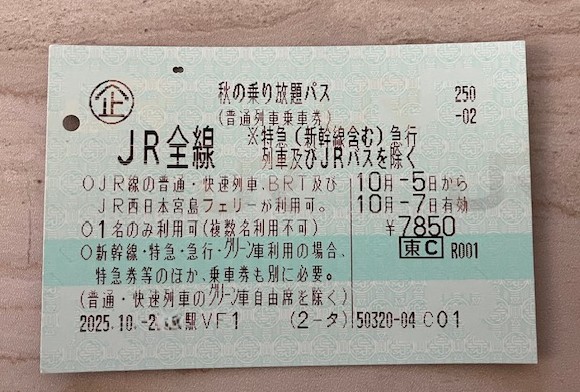 企 秋の乗り放題パス 250
(普通列車乗車券) -02
JR全線 ※特急(新幹線含む)急行
列車及びJRバスを除く
○JR線の普通・快速列車、BRT及び 10月-5日から
JR西日本宮島フェリーが利用可。 10月-7日有効
○1名のみ利用可(複数名利用不可) ¥7850
○新幹線・特急・急行・グリーン車利用の場合、 東C R001
特急券等のほか、乗車券も別に必要。
(普通・快速列車のグリーン車自由席を除く)
2025.10.-2 駅VF1 (2-タ) 50320-04 C01